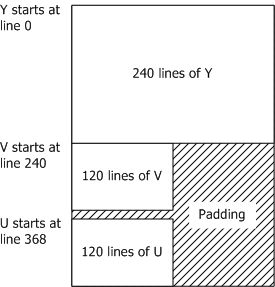 Y starts at
line 0
240 lines of Y
V starts at
line 240
120 lines of V
Padding
U starts at
line 368
120 lines of U